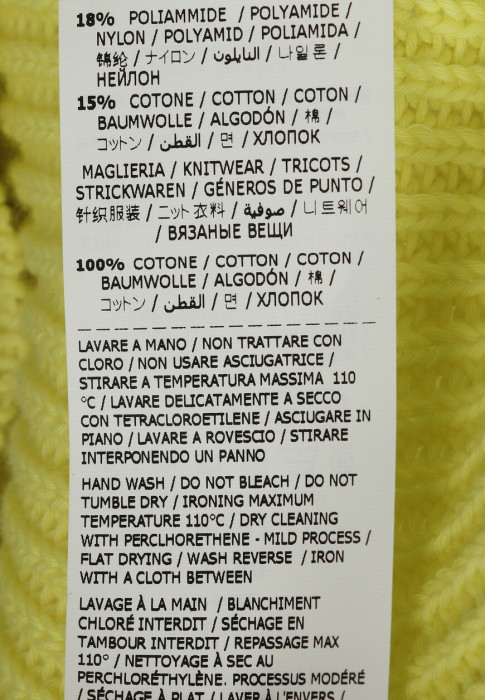 18% POLIAMMIDE / POLYAMIDE /
NYLON / POLYAMID / POLIAMIDA /
锦纶 / ナイロン / النايلون / 나일론 /
НЕЙЛОН
15% COTONE / COTTON / COTON /
BAUMWOLLE / ALGODÓN / 棉 /
コットン / القطن / 면 / ХЛОПОК
MAGLIERIA / KNITWEAR / TRICOTS /
STRICKWAREN / GÉNEROS DE PUNTO /
针织服装 / ニット衣料 / صوفية / 니트웨어
/ ВЯЗАНЫЕ ВЕЩИ
100% COTONE / COTTON / COTON /
BAUMWOLLE / ALGODÓN / 棉 /
コットン / القطن / 면 / ХЛОПОК
LAVARE A MANO / NON TRATTARE CON
CLORO / NON USARE ASCIUGATRICE /
STIRARE A TEMPERATURA MASSIMA 110
°C / LAVARE DELICATAMENTE A SECCO
CON TETRACLOROETILENE / ASCIUGARE IN
PIANO / LAVARE A ROVESCIO / STIRARE
INTERPONENDO UN PANNO
HAND WASH / DO NOT BLEACH / DO NOT
TUMBLE DRY / IRONING MAXIMUM
TEMPERATURE 110°C / DRY CLEANING
WITH PERCLHORETHENE - MILD PROCESS /
FLAT DRYING / WASH REVERSE / IRON
WITH A CLOTH BETWEEN
LAVAGE À LA MAIN / BLANCHIMENT
CHLORÉ INTERDIT / SÉCHAGE EN
TAMBOUR INTERDIT / REPASSAGE MAX
110° / NETTOYAGE À SEC AU
PERCHLORÉTHYLÈNE. PROCESSUS MODÉRÉ
/ SÉCHAGE À PLAT / LAVER À L'ENVERS /